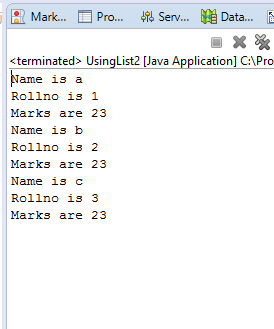 Mark... Pro... Serv... Data...
<terminated> UsingList2 [Java Application] C:\Pro
Name is a
Rollno is 1
Marks are 23
Name is b
Rollno is 2
Marks are 23
Name is c
Rollno is 3
Marks are 23